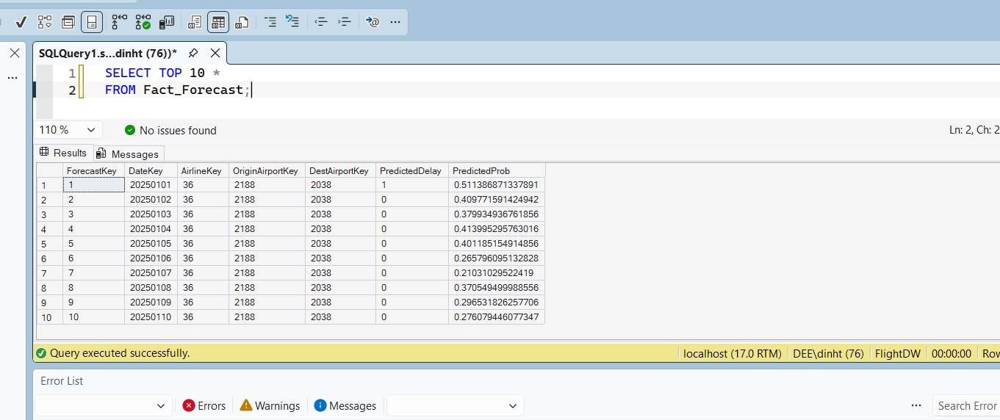 SQLQuery1.s...dinht (76))*
1 SELECT TOP 10 *
2 FROM Fact_Forecast;
110 % No issues found Ln: 2, Ch: 2
Results Messages
ForecastKey DateKey AirlineKey OriginAirportKey DestAirportKey PredictedDelay PredictedProb
1 1 20250101 36 2188 2038 1 0.511386871337891
2 2 20250102 36 2188 2038 0 0.409771591424942
3 3 20250103 36 2188 2038 0 0.379934936761856
4 4 20250104 36 2188 2038 0 0.413995295763016
5 5 20250105 36 2188 2038 0 0.401185154914856
6 6 20250106 36 2188 2038 0 0.265796095132828
7 7 20250107 36 2188 2038 0 0.21031029522419
8 8 20250108 36 2188 2038 0 0.370549499988556
9 9 20250109 36 2188 2038 0 0.296531826257706
10 10 20250110 36 2188 2038 0 0.276079446077347
Query executed successfully. localhost (17.0 RTM) DEE\dinht (76) FlightDW 00:00:00 Row
Error List
Errors Warnings Messages ... Search Error